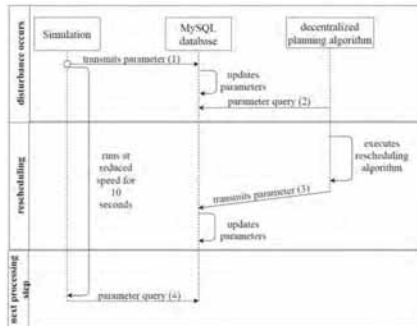 Simulation
MySQL
database
decentralized
planning algorithm
disturbance occurs
transmits parameter (1)
updates
parameters
parameter query (2)
rescheduling
runs at
reduced
speed for
10
seconds
executes
rescheduling
algorithm
transmits parameter (3)
updates
parameters
next processing
step
parameter query (4)